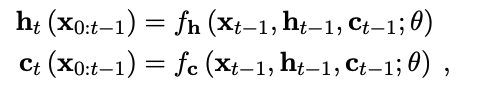 h_t (x_{0:t−1}) = f_h (x_{t−1}, h_{t−1}, c_{t−1}; θ)
c_t (x_{0:t−1}) = f_c (x_{t−1}, h_{t−1}, c_{t−1}; θ) ,